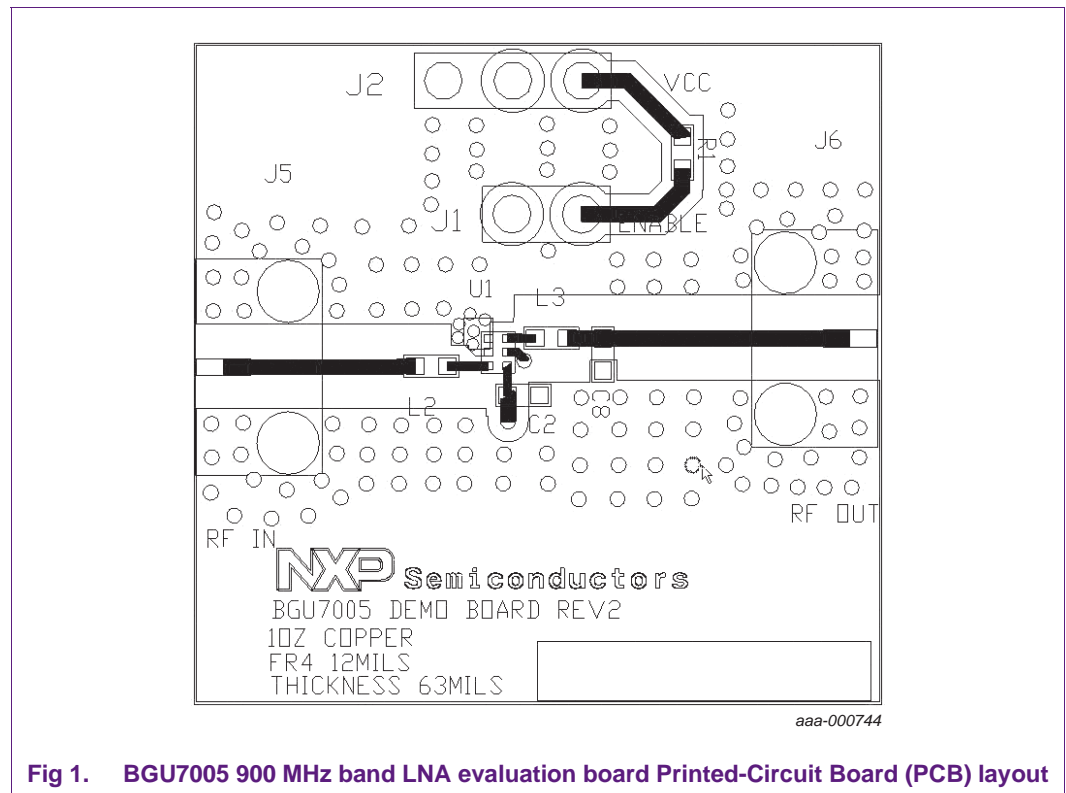 J2
VCC
R1
J6
J5
J1
ENABLE
U1
L3
L2
C2
C8
RF OUT
RF IN
NXP Semiconductors
BGU7005 DEMO BOARD REV2
1OZ COPPER
FR4 12MILS
THICKNESS 63MILS
aaa-000744
Fig 1. BGU7005 900 MHz band LNA evaluation board Printed-Circuit Board (PCB) layout